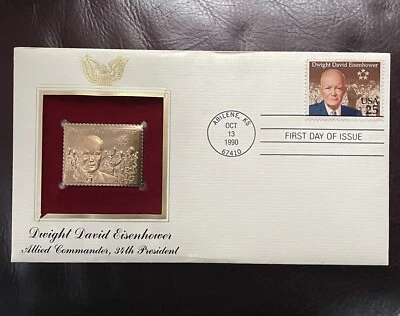 Dwight David Eisenhower
USA
25
ABILENE, KS
OCT
13
1990
67410
FIRST DAY OF ISSUE
Dwight David Eisenhower
Allied Commander, 34th President